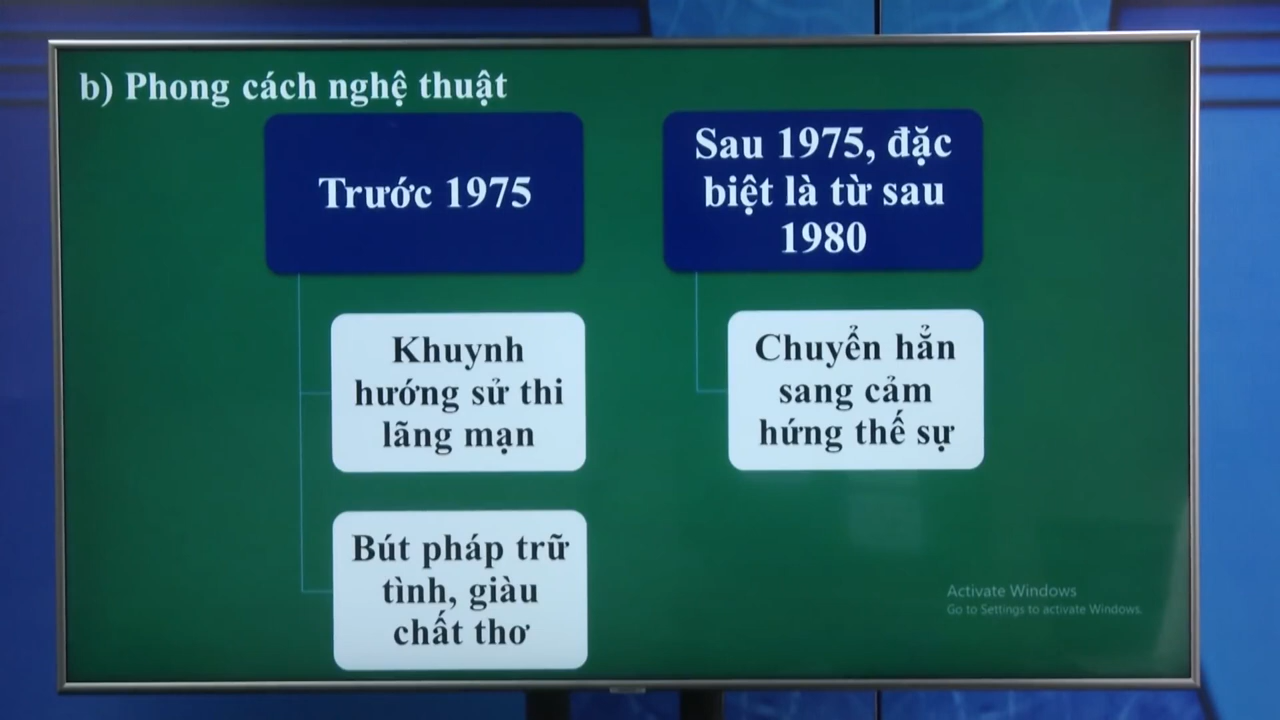 b) Phong cách nghệ thuật
Trước 1975
Khuynh
hướng sử thi
lãng mạn
Bút pháp trữ
tình, giàu
chất thơ
Sau 1975, đặc
biệt là từ sau
1980
Chuyển hẳn
sang cảm
hứng thế sự
Activate Windows
Go to Settings to activate Windows.